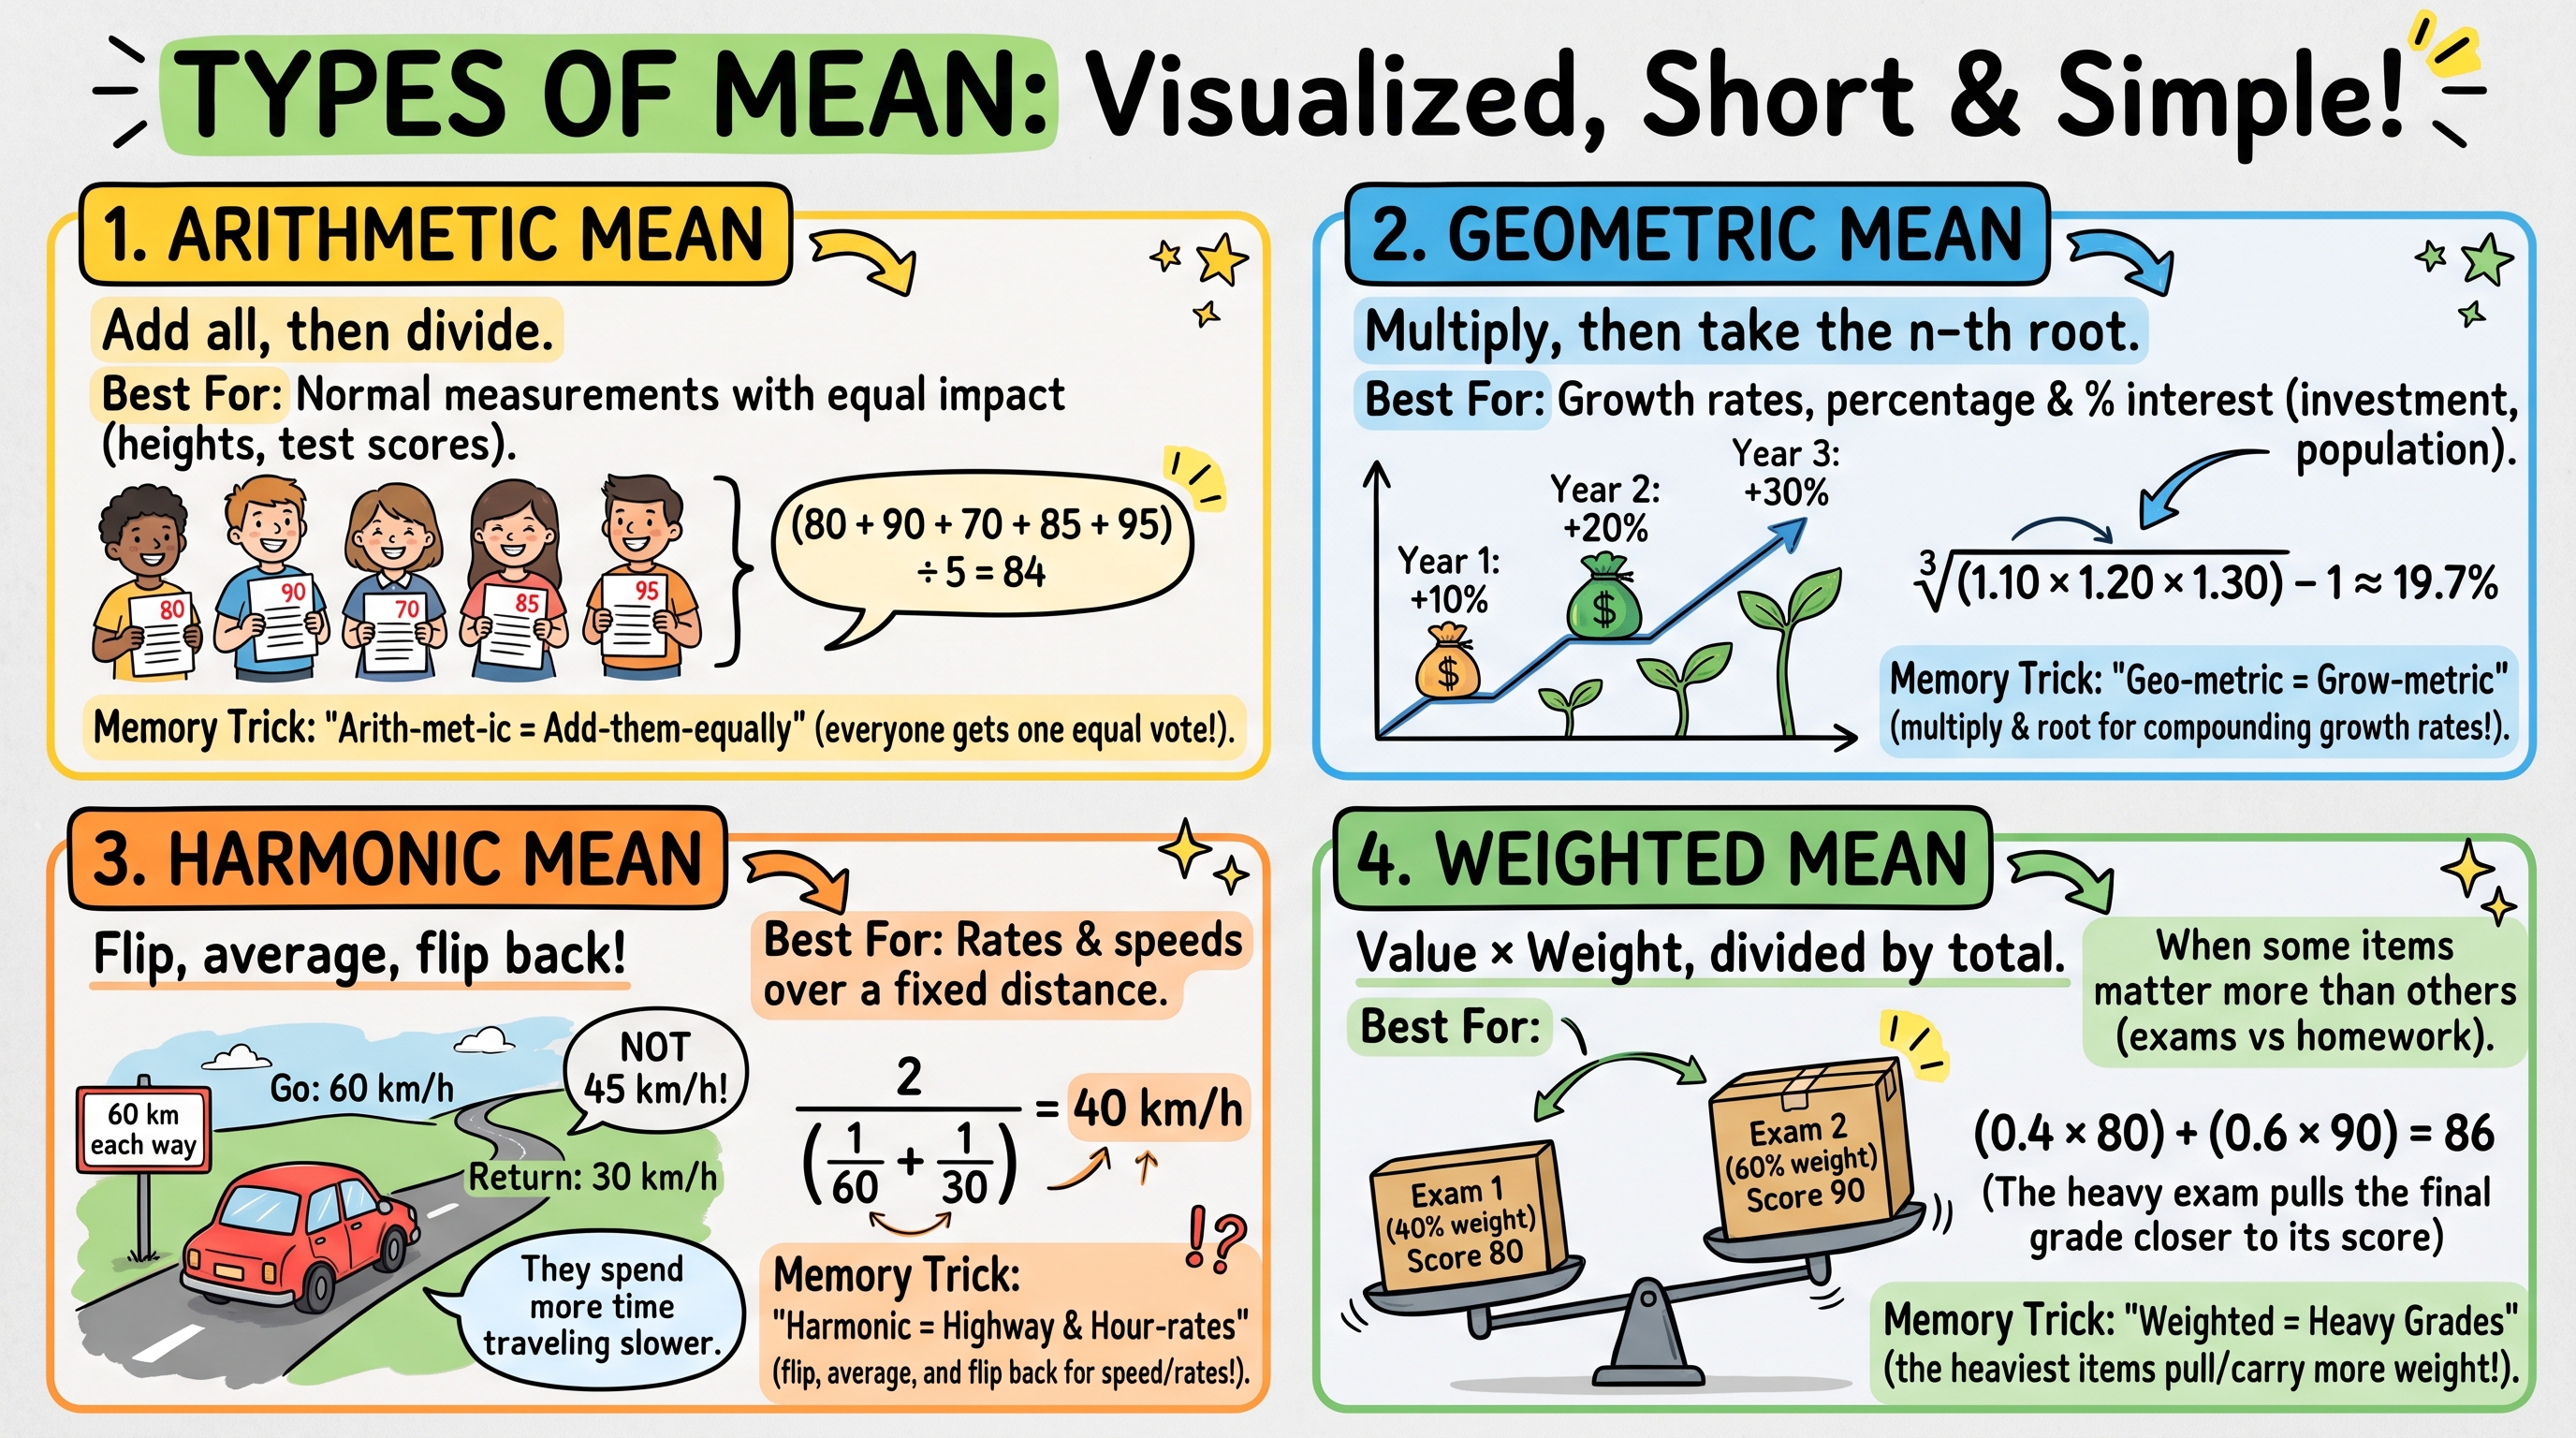 TYPES OF MEAN: Visualized, Short & Simple!
1. ARITHMETIC MEAN
Add all, then divide.
Best For: Normal measurements with equal impact
(heights, test scores).
80
90
70
85
95
(80 + 90 + 70 + 85 + 95)
÷ 5 = 84
Memory Trick: "Arith-met-ic = Add-them-equally" (everyone gets one equal vote!).
2. GEOMETRIC MEAN
Multiply, then take the n-th root.
Best For: Growth rates, percentage & % interest (investment,
population).
Year 1:
+10%
Year 2:
+20%
Year 3:
+30%
$
$
∛(1.10 × 1.20 × 1.30) – 1 ≈ 19.7%
Memory Trick: "Geo-metric = Grow-metric"
(multiply & root for compounding growth rates!).
3. HARMONIC MEAN
Flip, average, flip back!
Best For: Rates & speeds
over a fixed distance.
60 km
each way
Go: 60 km/h
NOT
45 km/h!
Return: 30 km/h
They spend
more time
traveling slower.
2
(1/60 + 1/30) = 40 km/h
!?
Memory Trick:
"Harmonic = Highway & Hour-rates"
(flip, average, and flip back for speed/rates!).
4. WEIGHTED MEAN
Value × Weight, divided by total.
Best For:
When some items
matter more than others
(exams vs homework).
Exam 1
(40% weight)
Score 80
Exam 2
(60% weight)
Score 90
(0.4 × 80) + (0.6 × 90) = 86
(The heavy exam pulls the final
grade closer to its score)
Memory Trick: "Weighted = Heavy Grades"
(the heaviest items pull/carry more weight!).